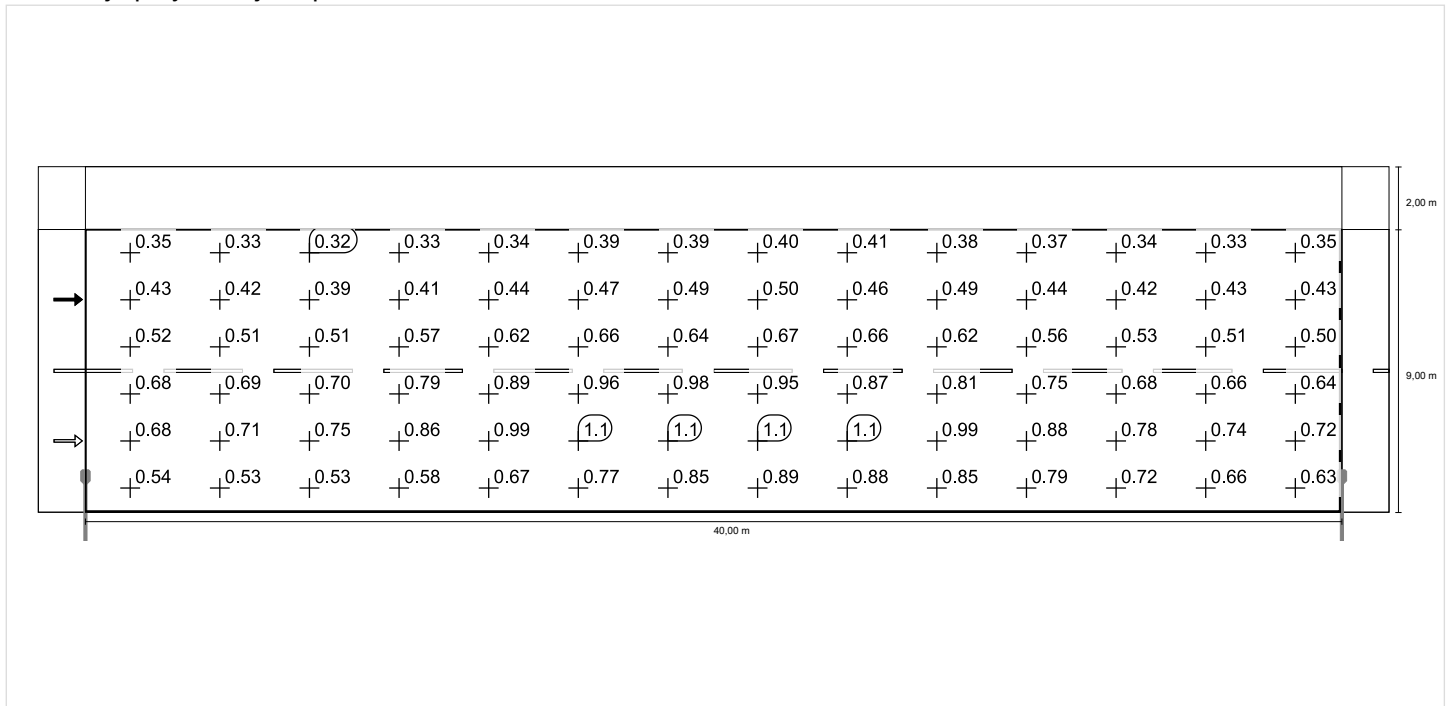 2,00 m
0.35 0.33 0.32 0.33 0.34 0.39 0.39 0.40 0.41 0.38 0.37 0.34 0.33 0.35
0.43 0.42 0.39 0.41 0.44 0.47 0.49 0.50 0.46 0.49 0.44 0.42 0.43 0.43
0.52 0.51 0.51 0.57 0.62 0.66 0.64 0.67 0.66 0.62 0.56 0.53 0.51 0.50
9,00 m
0.68 0.69 0.70 0.79 0.89 0.96 0.98 0.95 0.87 0.81 0.75 0.68 0.66 0.64
0.68 0.71 0.75 0.86 0.99 1.1 1.1 1.1 1.1 0.99 0.88 0.78 0.74 0.72
0.54 0.53 0.53 0.58 0.67 0.77 0.85 0.89 0.88 0.85 0.79 0.72 0.66 0.63
40,00 m